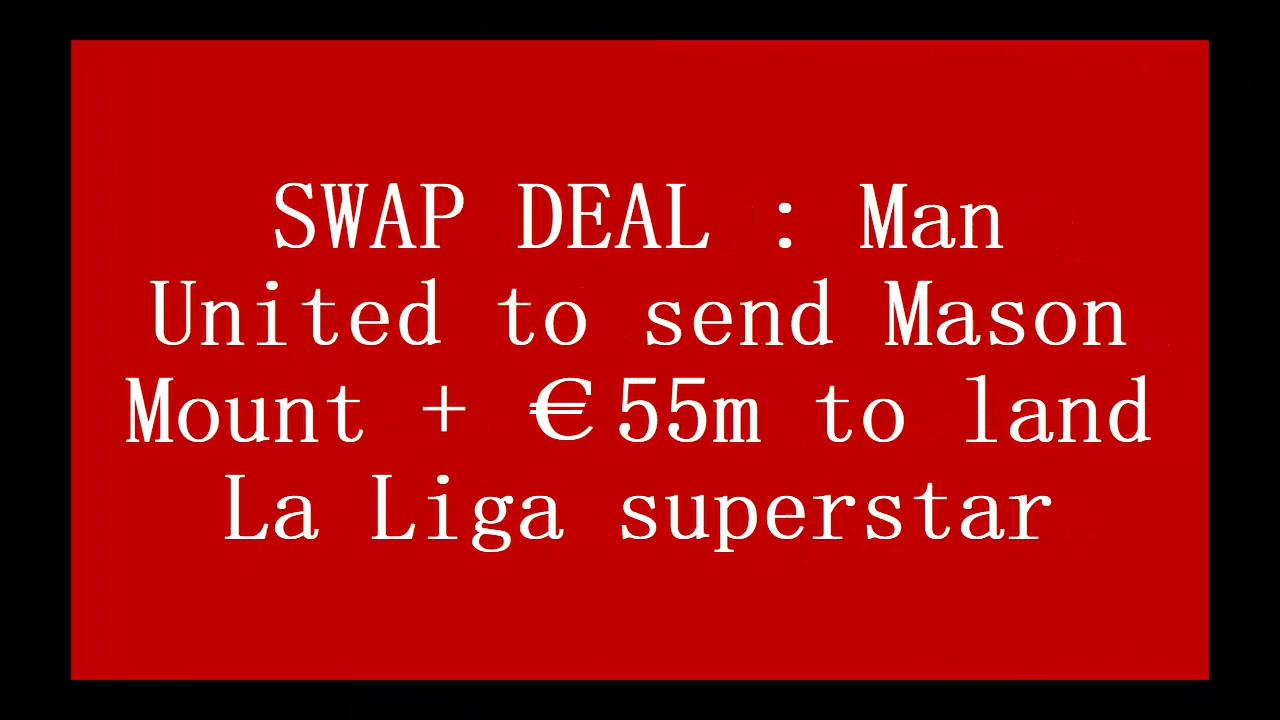 SWAP DEAL : Man
United to send Mason
Mount + €55m to land
La Liga superstar